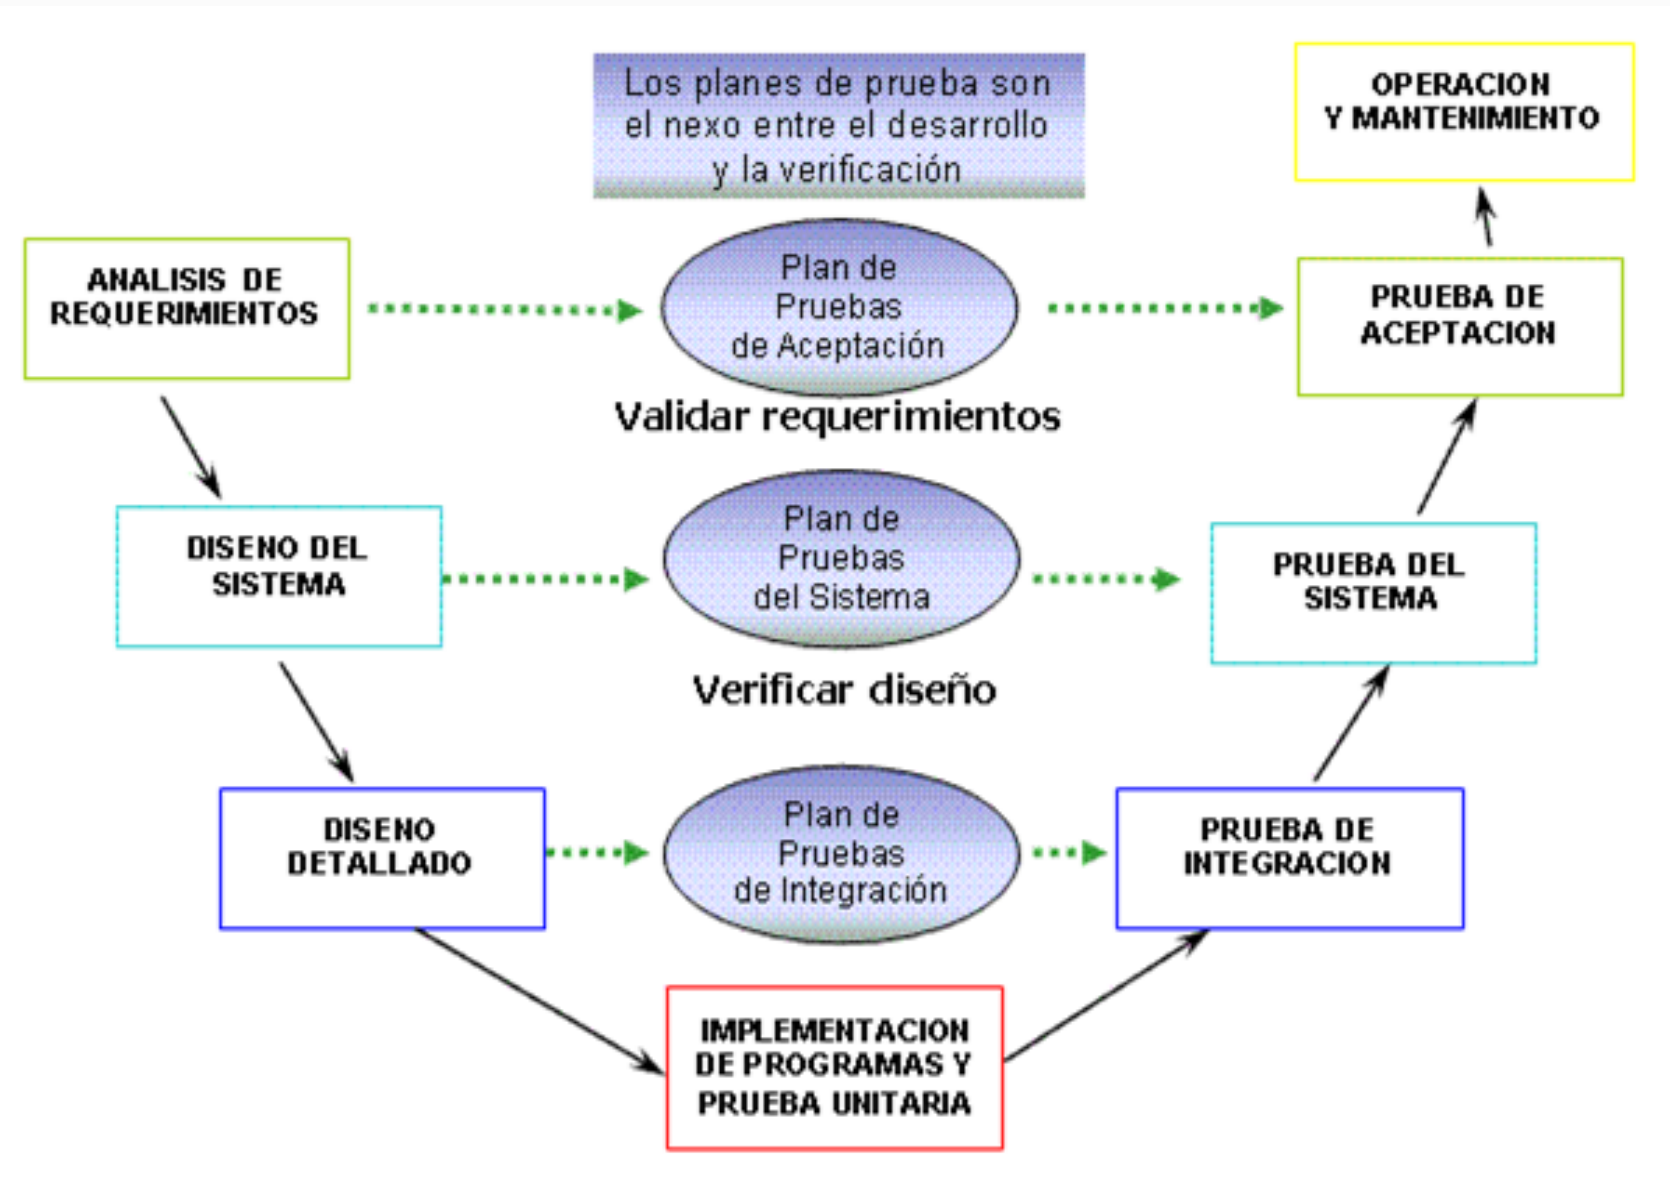 Los planes de prueba son
el nexo entre el desarrollo
y la verificación
OPERACION
Y MANTENIMIENTO
ANALISIS DE
REQUERIMIENTOS
Plan de
Pruebas
de Aceptación
PRUEBA DE
ACEPTACION
Validar requerimientos
DISENO DEL
SISTEMA
Plan de
Pruebas
del Sistema
PRUEBA DEL
SISTEMA
Verificar diseño
DISENO
DETALLADO
Plan de
Pruebas
de Integración
PRUEBA DE
INTEGRACION
IMPLEMENTACION
DE PROGRAMAS Y
PRUEBA UNITARIA